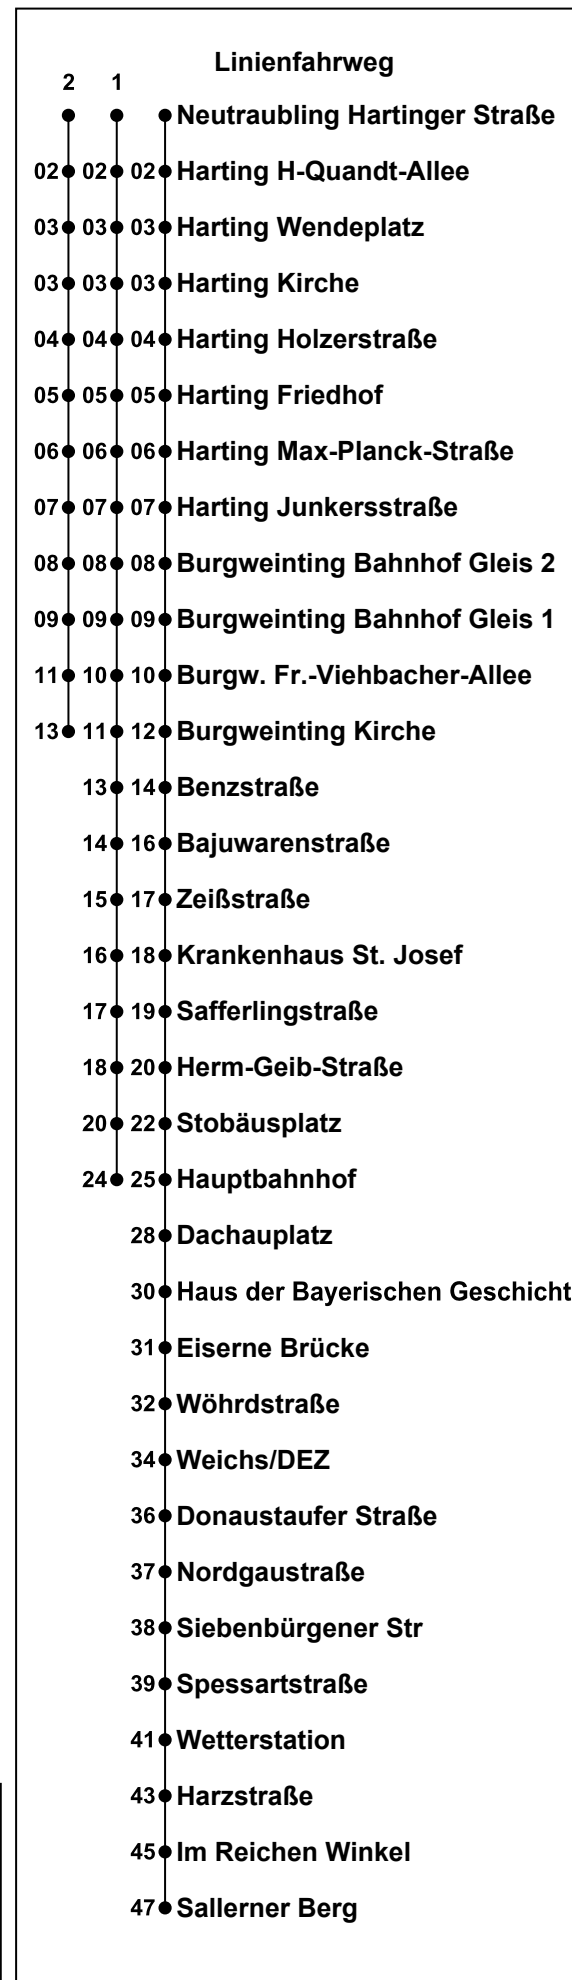 Linienfahrweg
2 1
Neutraubling Hartinger Straße
02 02 02 Harting H-Quandt-Allee
03 03 03 Harting Wendeplatz
03 03 03 Harting Kirche
04 04 04 Harting Holzerstraße
05 05 05 Harting Friedhof
06 06 06 Harting Max-Planck-Straße
07 07 07 Harting Junkersstraße
08 08 08 Burgweinting Bahnhof Gleis 2
09 09 09 Burgweinting Bahnhof Gleis 1
11 10 10 Burgw. Fr.-Viehbacher-Allee
13 11 12 Burgweinting Kirche
13 14 Benzstraße
14 16 Bajuwarenstraße
15 17 Zeißstraße
16 18 Krankenhaus St. Josef
17 19 Safferlingstraße
18 20 Herm-Geib-Straße
20 22 Stobäusplatz
24 25 Hauptbahnhof
28 Dachauplatz
30 Haus der Bayerischen Geschicht
31 Eiserne Brücke
32 Wöhrdstraße
34 Weichs/DEZ
36 Donaustaufer Straße
37 Nordgaustraße
38 Siebenbürgener Str
39 Spessartstraße
41 Wetterstation
43 Harzstraße
45 Im Reichen Winkel
47 Sallerner Berg